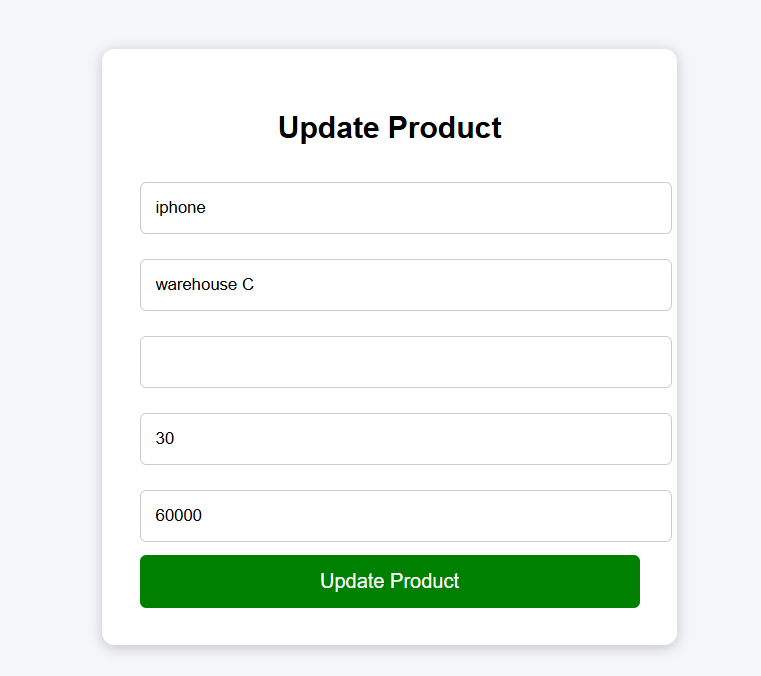 Update Product
iphone
warehouse C
30
60000
Update Product